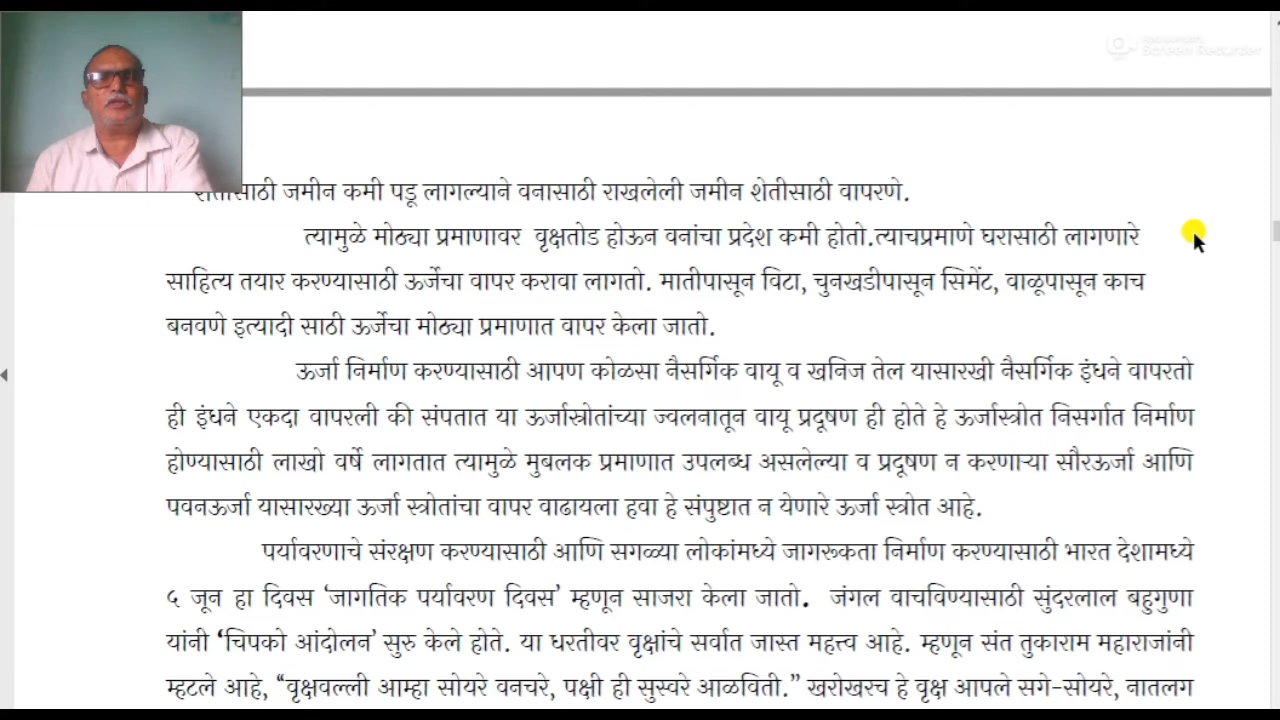 Screen Recorder
जमीन कमी पडू लागल्याने वनासाठी राखलेली जमीन शेतीसाठी वापरणे.
त्यामुळे मोठ्या प्रमाणावर वृक्षतोड होऊन वनांचा प्रदेश कमी होतो.त्याचप्रमाणे घरासाठी लागणारे
साहित्य तयार करण्यासाठी ऊर्जेचा वापर करावा लागतो. मातीपासून विटा, चुनखडीपासून सिमेंट, वाळूपासून काच
बनवणे इत्यादी साठी ऊर्जेचा मोठ्या प्रमाणात वापर केला जातो.
ऊर्जा निर्माण करण्यासाठी आपण कोळसा नैसर्गिक वायू व खनिज तेल यासारखी नैसर्गिक इंधने वापरतो
ही इंधने एकदा वापरली की संपतात या ऊर्जास्रोतांच्या ज्वलनातून वायू प्रदूषण ही होते हे ऊर्जास्त्रोत निसर्गात निर्माण
होण्यासाठी लाखो वर्षे लागतात त्यामुळे मुबलक प्रमाणात उपलब्ध असलेल्या व प्रदूषण न करणाऱ्या सौरऊर्जा आणि
पवनऊर्जा यासारख्या ऊर्जा स्त्रोतांचा वापर वाढायला हवा हे संपुष्टात न येणारे ऊर्जा स्त्रोत आहे.
पर्यावरणाचे संरक्षण करण्यासाठी आणि सगळ्या लोकांमध्ये जागरूकता निर्माण करण्यासाठी भारत देशामध्ये
५ जून हा दिवस ‘जागतिक पर्यावरण दिवस’ म्हणून साजरा केला जातो. जंगल वाचविण्यासाठी सुंदरलाल बहुगुणा
यांनी ‘चिपको आंदोलन’ सुरु केले होते. या धरतीवर वृक्षांचे सर्वात जास्त महत्त्व आहे. म्हणून संत तुकाराम महाराजांनी
म्हटले आहे, “वृक्षवल्ली आम्हा सोयरे वनचरे, पक्षी ही सुस्वरे आळविती.” खरोखरच हे वृक्ष आपले सगे-सोयरे, नातलग